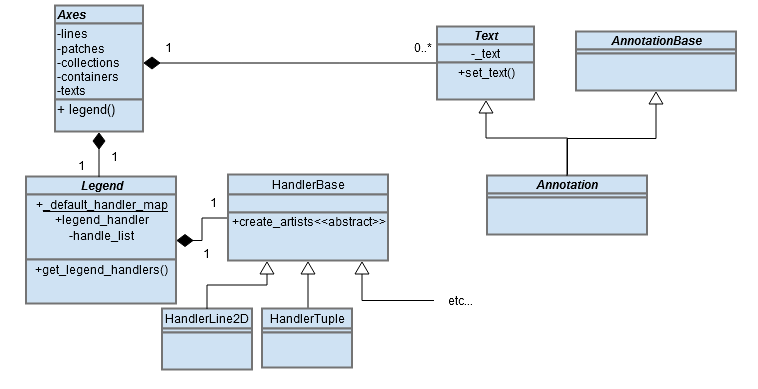 Axes
-lines
-patches
-collections
-containers
-texts
+ legend()
1
0..*
Text
-_text
+set_text()
AnnotationBase
Annotation
1
1
Legend
+_default_handler_map
+legend_handler
-handle_list
+get_legend_handlers()
1
1
HandlerBase
+create_artists<<abstract>>
HandlerLine2D
HandlerTuple
etc...